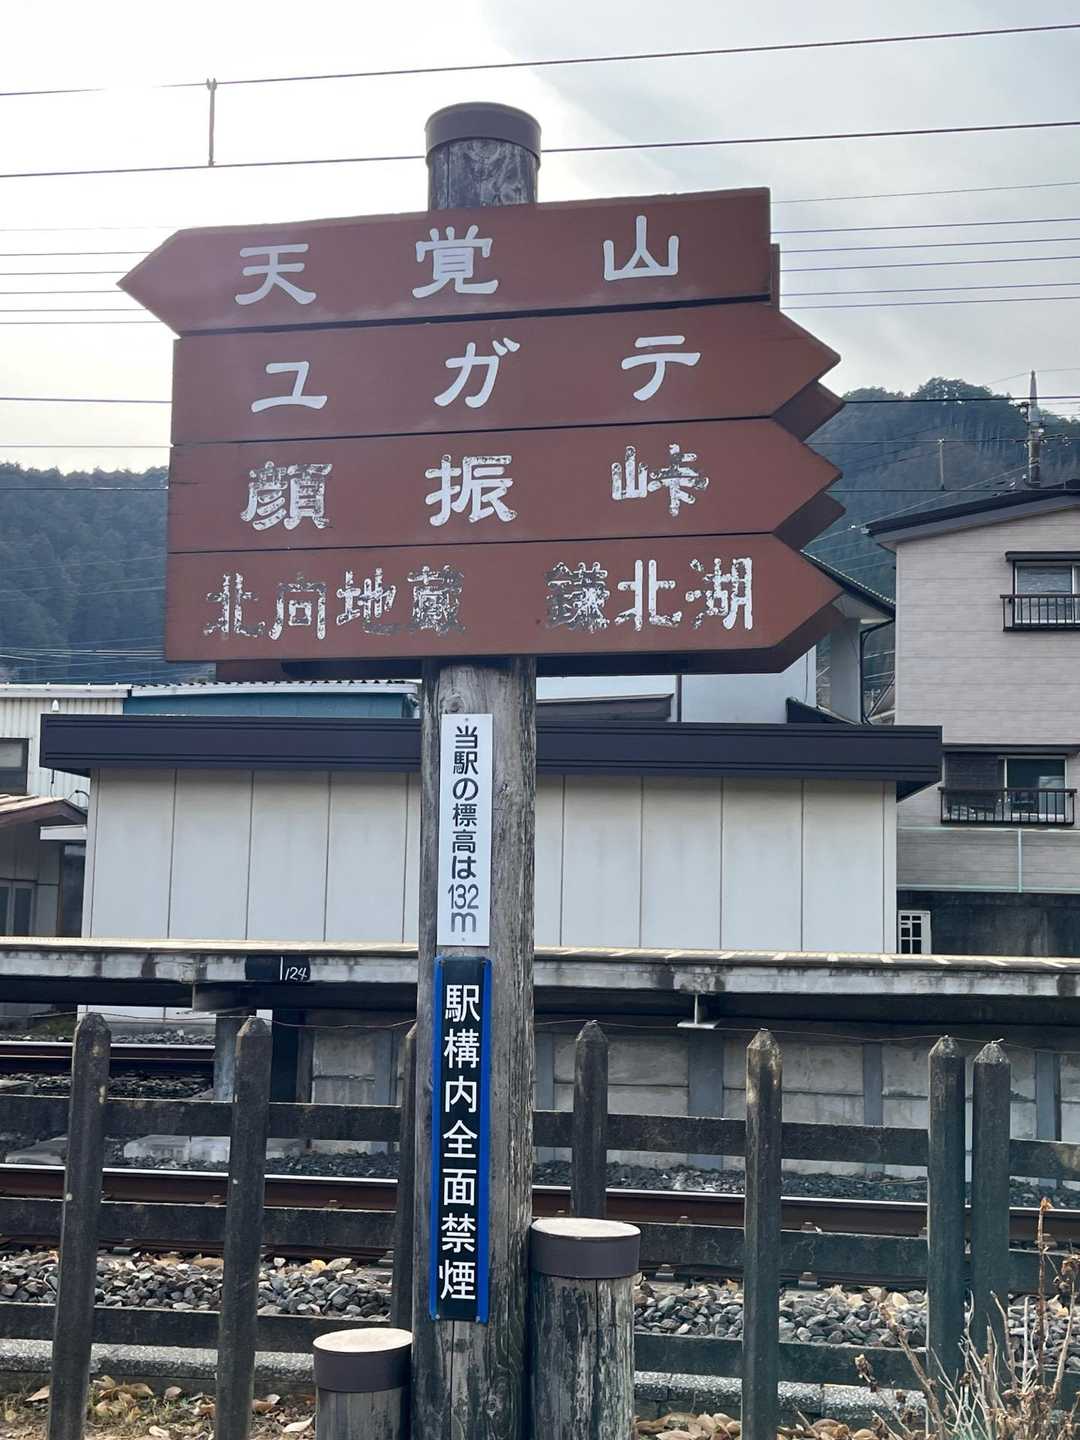 天覚山
ユガテ
顔振峠
北向地蔵 鎌北湖
当駅の標高は132m
124
駅構内全面禁煙